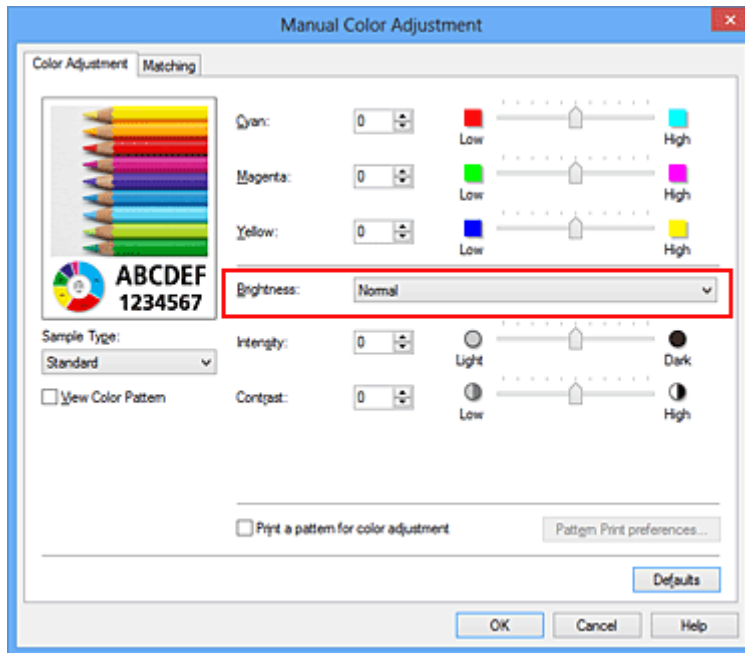 Manual Color Adjustment
Color Adjustment Matching
Cyan: 0 Low High
Magenta: 0 Low High
Yellow: 0 Low High
ABCDEF
1234567
Brightness: Normal
Sample Type:
Standard
Intensity: 0 Light Dark
View Color Pattern
Contrast: 0 Low High
Print a pattern for color adjustment Pattern Print preferences...
Defaults
OK Cancel Help